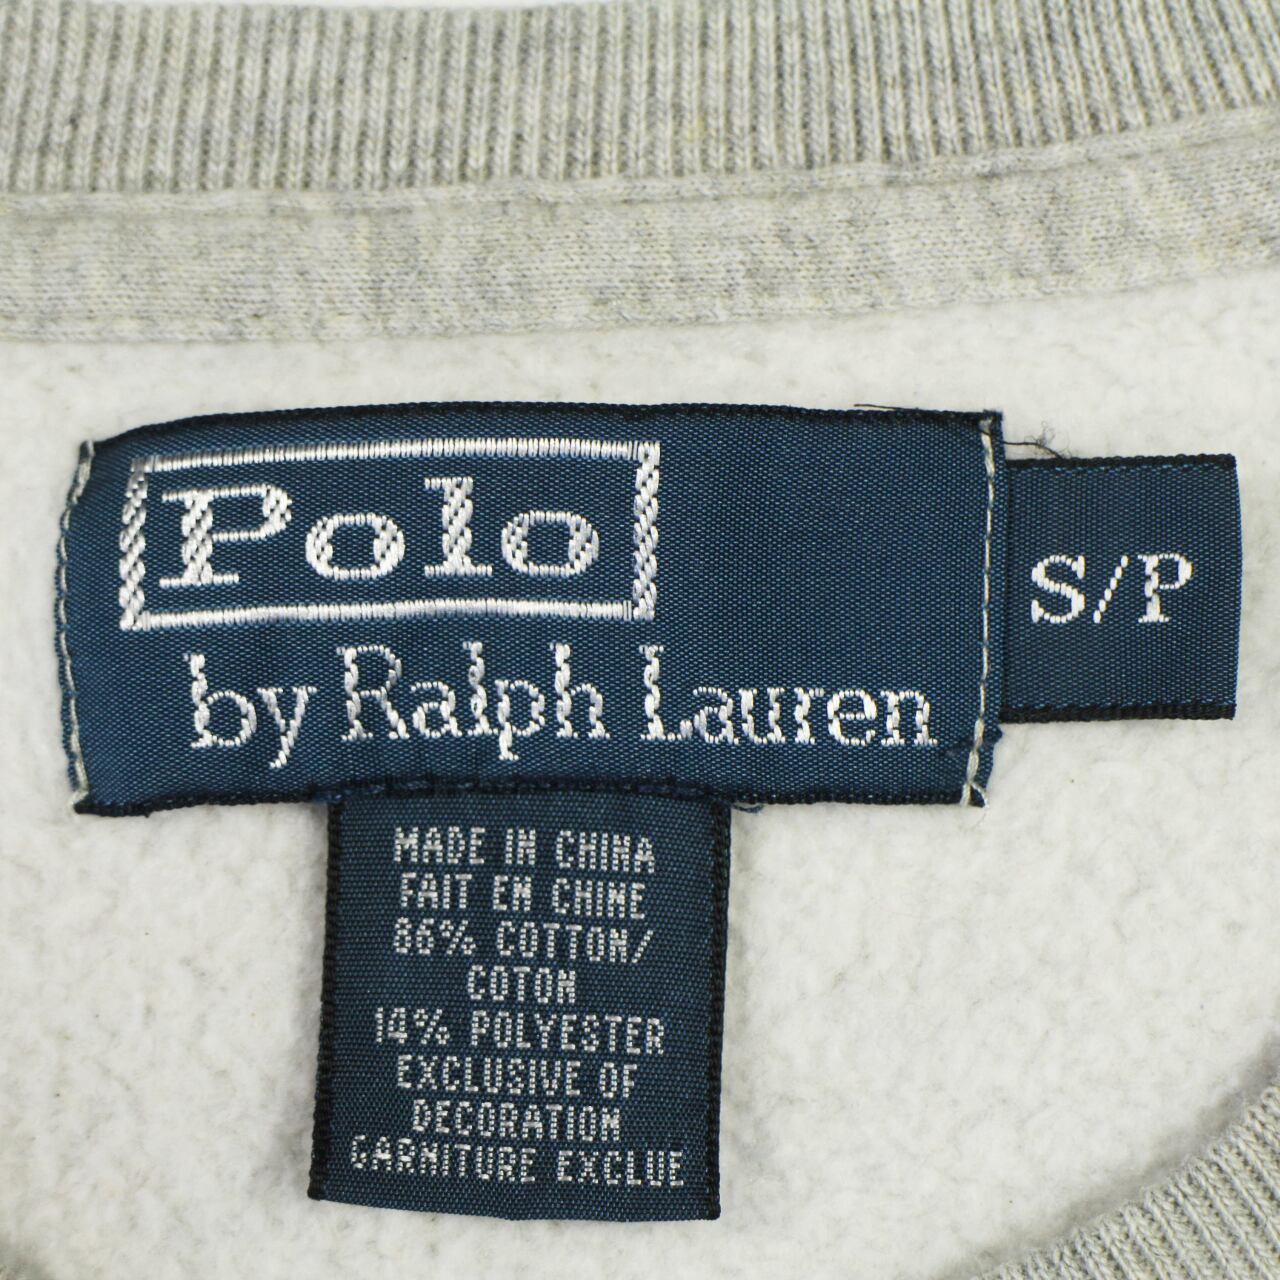 Polo
by Ralph Lauren
S/P
MADE IN CHINA
FAIT EN CHINE
86% COTTON/
COTON
14% POLYESTER
EXCLUSIVE OF
DECORATION
GARNITURE EXCLUE